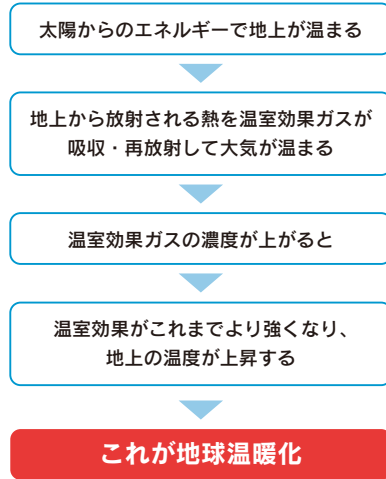 太陽からのエネルギーで地上が温まる
地上から放射される熱を温室効果ガスが
吸収・再放射して大気が温まる
温室効果ガスの濃度が上がると
温室効果がこれまでより強くなり、
地上の温度が上昇する
これが地球温暖化